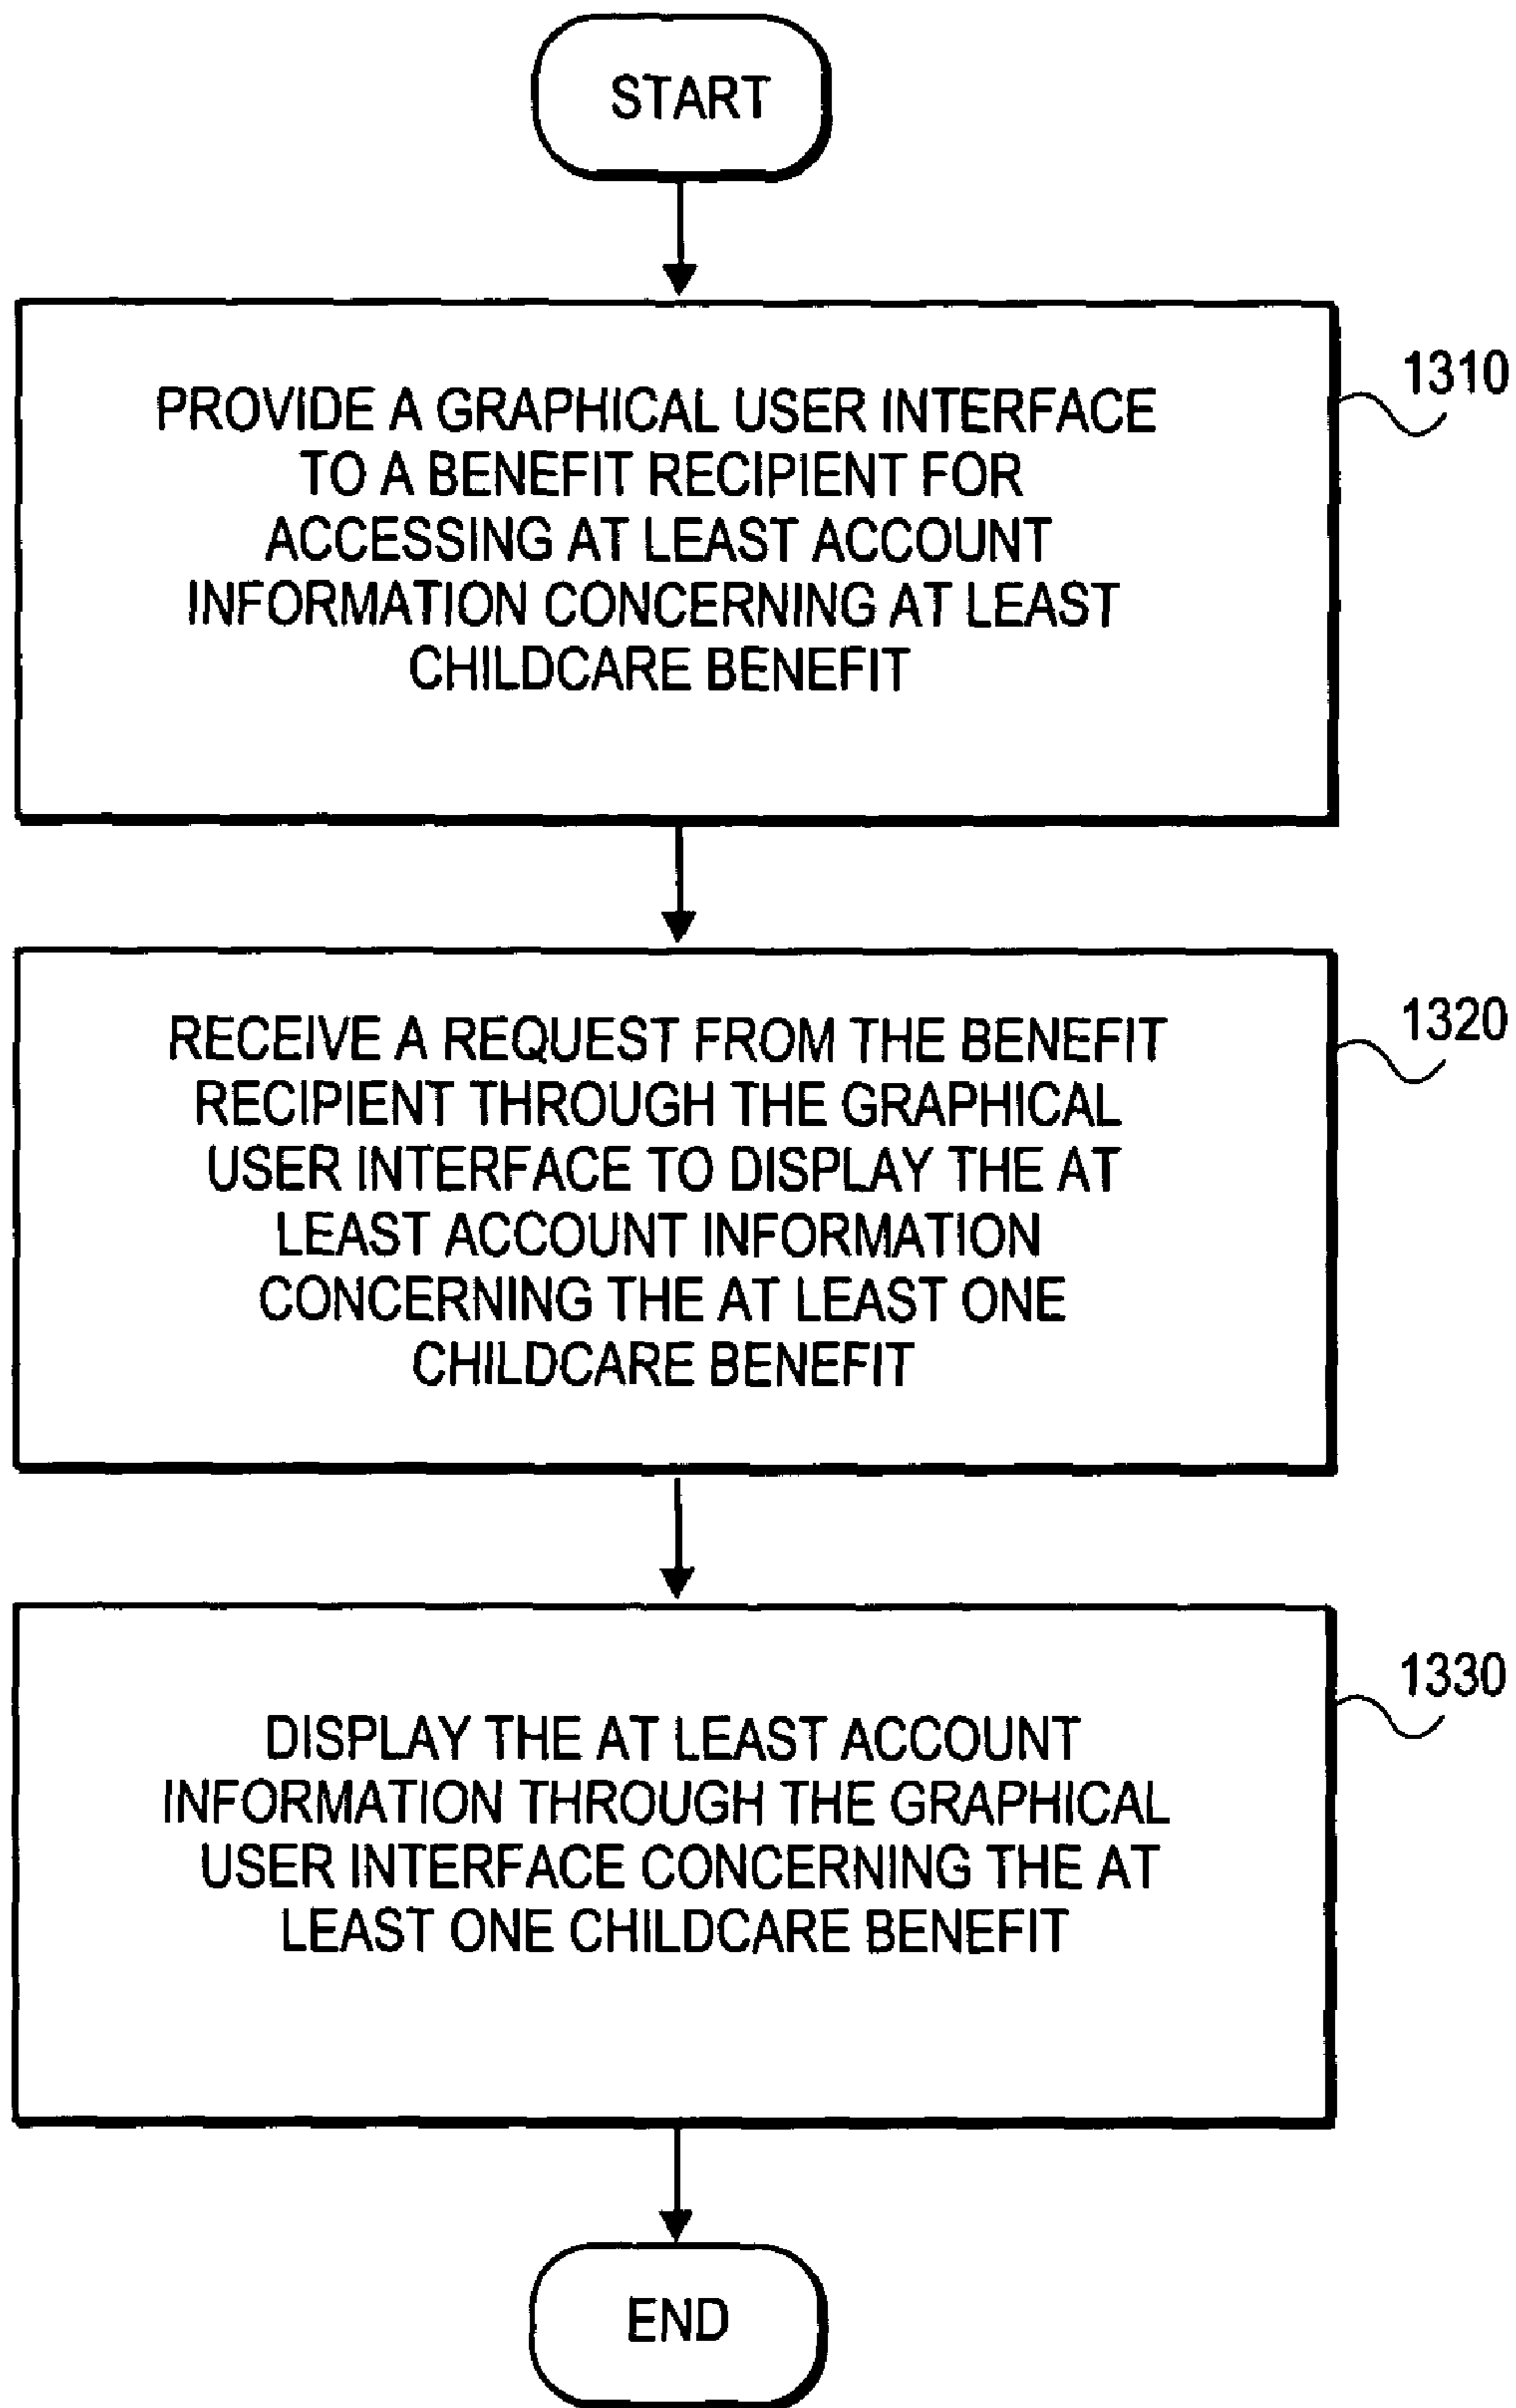 START
PROVIDE A GRAPHICAL USER INTERFACE
TO A BENEFIT RECIPIENT FOR
ACCESSING AT LEAST ACCOUNT
INFORMATION CONCERNING AT LEAST
CHILDCARE BENEFIT
1310
RECEIVE A REQUEST FROM THE BENEFIT
RECIPIENT THROUGH THE GRAPHICAL
USER INTERFACE TO DISPLAY THE AT
LEAST ACCOUNT INFORMATION
CONCERNING THE AT LEAST ONE
CHILDCARE BENEFIT
1320
DISPLAY THE AT LEAST ACCOUNT
INFORMATION THROUGH THE GRAPHICAL
USER INTERFACE CONCERNING THE AT
LEAST ONE CHILDCARE BENEFIT
1330
END